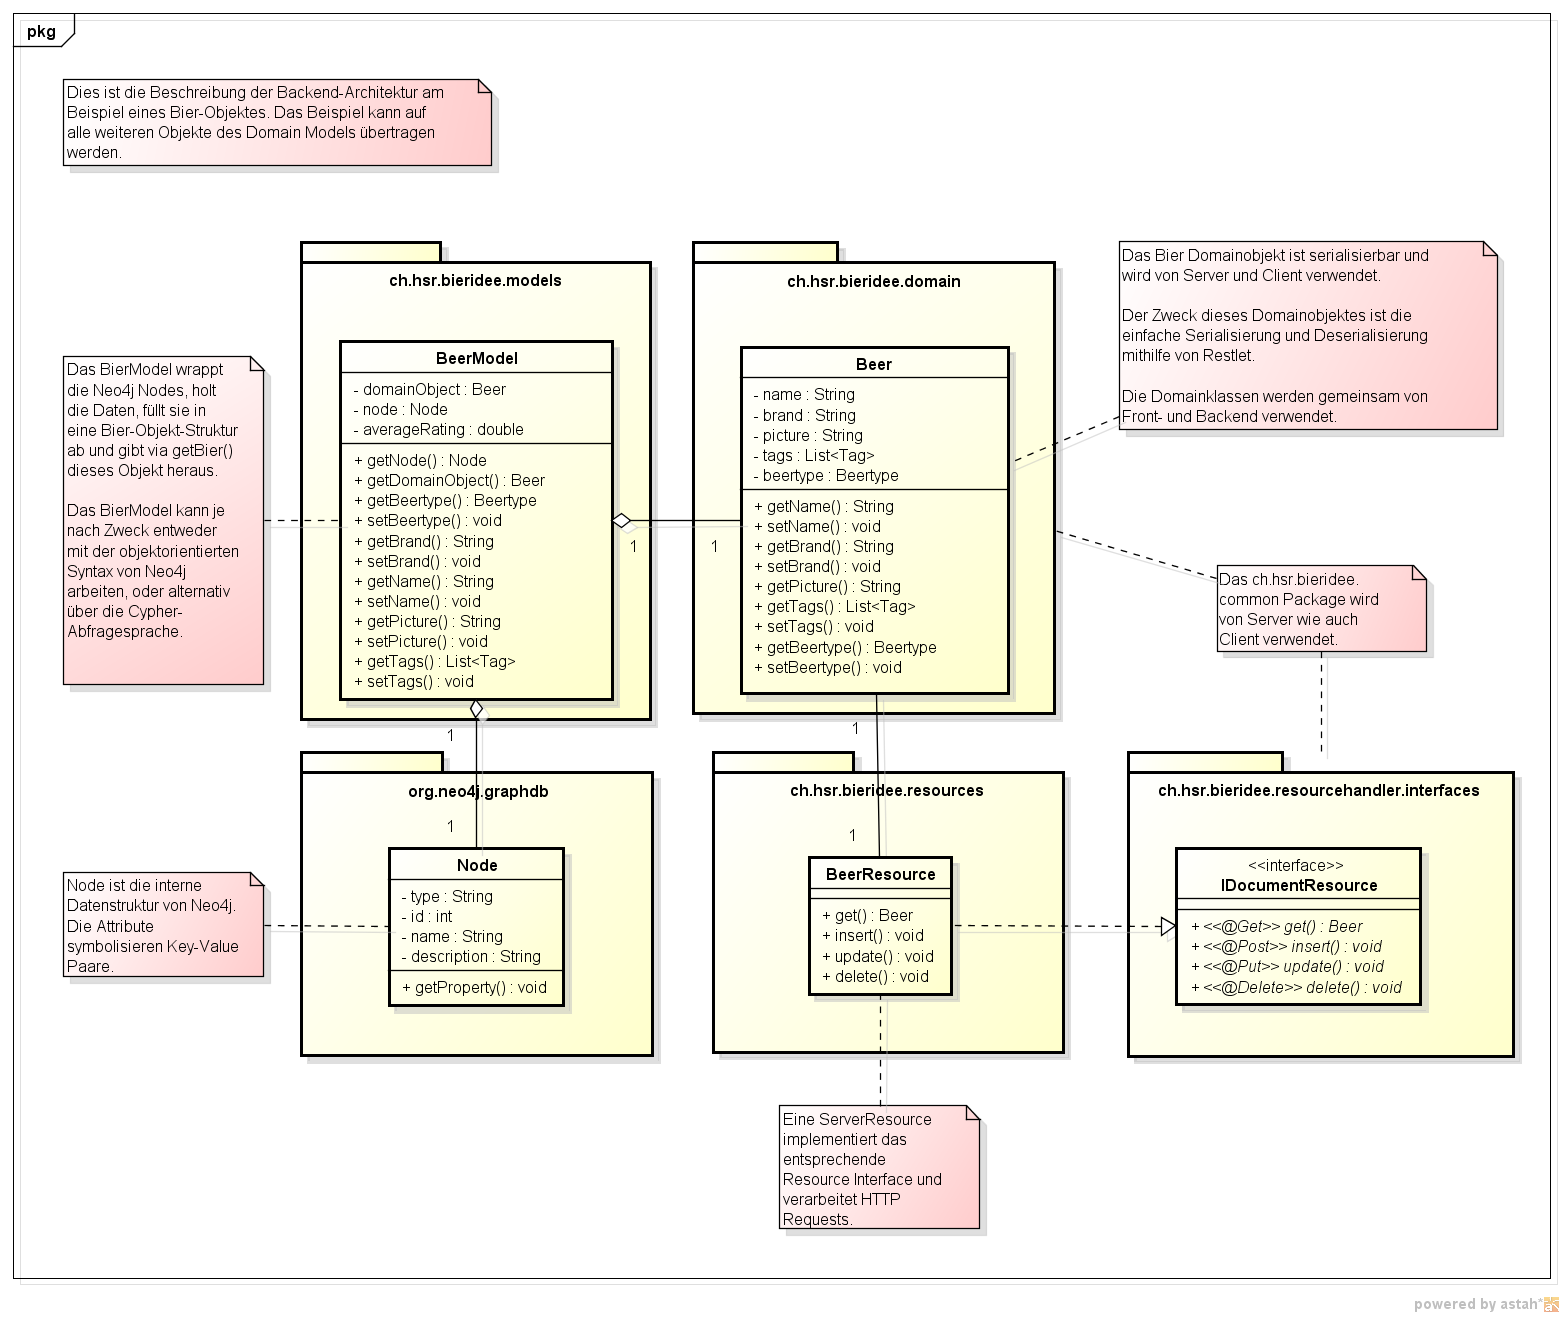 pkg
Dies ist die Beschreibung der Backend-Architektur am
Beispiel eines Bier-Objektes. Das Beispiel kann auf
alle weiteren Objekte des Domain Models übertragen
werden.
ch.hsr.bieridee.models
BeerModel
- domainObject : Beer
- node : Node
- averageRating : double
+ getNode() : Node
+ getDomainObject() : Beer
+ getBeertype() : Beertype
+ setBeertype() : void
+ getBrand() : String
+ setBrand() : void
+ getName() : String
+ setName() : void
+ getPicture() : String
+ setPicture() : void
+ getTags() : List<Tag>
+ setTags() : void
ch.hsr.bieridee.domain
Beer
- name : String
- brand : String
- picture : String
- tags : List<Tag>
- beertype : Beertype
+ getName() : String
+ setName() : void
+ getBrand() : String
+ setBrand() : void
+ getPicture() : String
+ getTags() : List<Tag>
+ setTags() : void
+ getBeertype() : Beertype
+ setBeertype() : void
Das Bier Domainobjekt ist serialisierbar und
wird von Server und Client verwendet.
Der Zweck dieses Domainobjektes ist die
einfache Serialisierung und Deserialisierung
mithilfe von Restlet.
Die Domainklassen werden gemeinsam von
Front- und Backend verwendet.
Das BierModel wrappt
die Neo4j Nodes, holt
die Daten, füllt sie in
eine Bier-Objekt-Struktur
ab und gibt via getBier()
dieses Objekt heraus.
Das BierModel kann je
nach Zweck entweder
mit der objektorientierten
Syntax von Neo4j
arbeiten, oder alternativ
über die Cypher-
Abfragesprache.
1
1
Das ch.hsr.bieridee.
common Package wird
von Server wie auch
Client verwendet.
1
1
1
1
org.neo4j.graphdb
Node
- type : String
- id : int
- name : String
- description : String
+ getProperty() : void
Node ist die interne
Datenstruktur von Neo4j.
Die Attribute
symbolisieren Key-Value
Paare.
ch.hsr.bieridee.resources
BeerResource
+ get() : Beer
+ insert() : void
+ update() : void
+ delete() : void
ch.hsr.bieridee.resourcehandler.interfaces
<<interface>>
IDocumentResource
+ <<@Get>> get() : Beer
+ <<@Post>> insert() : void
+ <<@Put>> update() : void
+ <<@Delete>> delete() : void
Eine ServerResource
implementiert das
entsprechende
Resource Interface und
verarbeitet HTTP
Requests.
powered by astah*